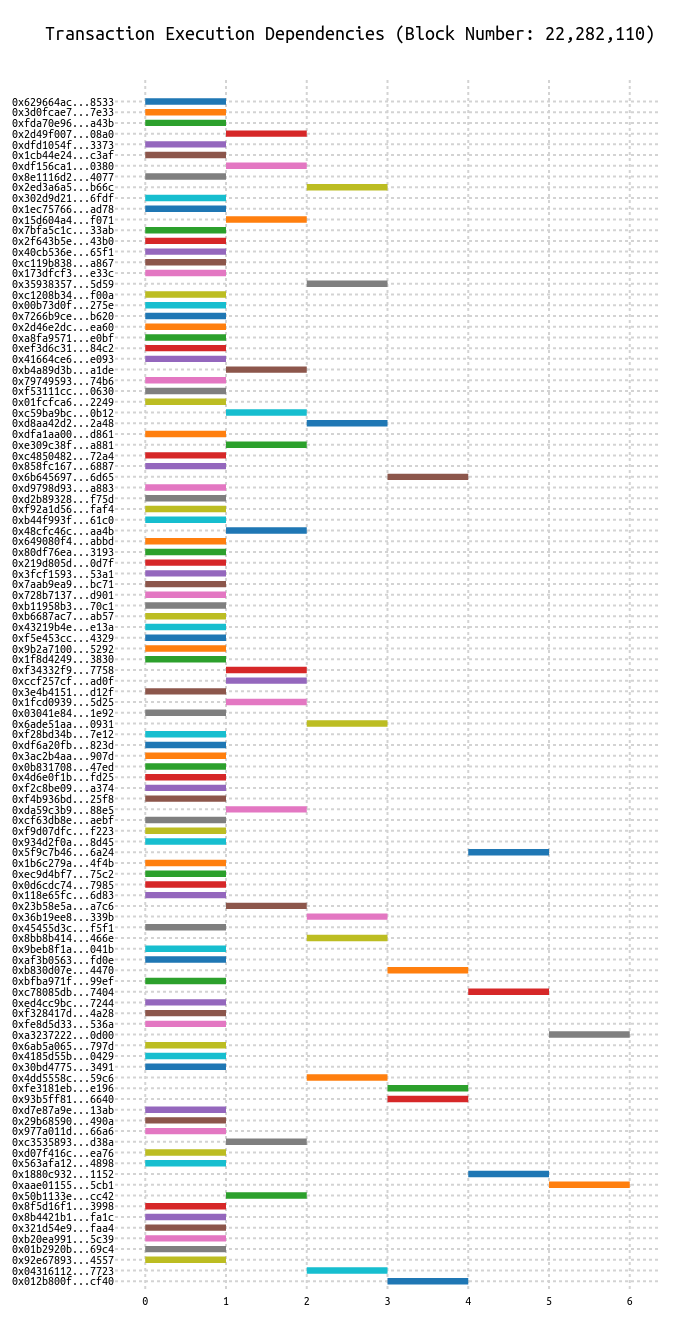 Transaction Execution Dependencies (Block Number: 22,282,110)
0x629664ac...8533
0x3d0fcae7...7e33
0xfda70e96...a43b
0x2d49f007...08a0
0xdfd1054f...3373
0x1cb44e24...c3af
0xdf156ca1...0380
0x8e1116d2...4077
0x2ed3a6a5...b66c
0x302d9d21...6fdf
0x1ec75766...ad78
0x15d604a4...f071
0x7bfa5c1c...33ab
0x2f643b5e...43b0
0x40cb536e...65f1
0xc119b838...a867
0x173dfcf3...e33c
0x35938357...5d59
0xc1208b34...f00a
0x00b73d0f...275e
0x7266b9ce...b620
0x2d46e2dc...ea60
0xa8fa9571...e0bf
0xef3d6c31...84c2
0x41664ce6...e093
0xb4a89d3b...a1de
0x79749593...74b6
0xf53111cc...0630
0x01fcfca6...2249
0xc59ba9bc...0b12
0xd8aa42d2...2a48
0xdfa1aa00...d861
0xe309c38f...a881
0xc4850482...72a4
0x858fc167...6887
0x6b645697...6d65
0xd9798d93...a883
0xd2b89328...f75d
0xf92a1d56...faf4
0xb44f993f...61c0
0x48cfc46c...aa4b
0x649080f4...abbd
0x80df76ea...3193
0x219d805d...0d7f
0x3fcf1593...53a1
0x7aab9ea9...bc71
0x728b7137...d901
0xb11958b3...70c1
0xb6687ac7...ab57
0x43219b4e...e13a
0xf5e453cc...4329
0x9b2a7100...5292
0x1f8d4249...3830
0xf34332f9...7758
0xccf257cf...ad0f
0x3e4b4151...d12f
0x1fcd0939...5d25
0x03041e84...1e92
0x6ade51aa...0931
0xf28bd34b...7e12
0xdf6a20fb...823d
0x3ac2b4aa...907d
0x0b831708...47ed
0x4d6e0f1b...fd25
0xf2c8be09...a374
0xf4b936bd...25f8
0xda59c3b9...88e5
0xcf63db8e...aebf
0xf9d07dfc...f223
0x934d2f0a...8d45
0x5f9c7b46...6a24
0x1b6c279a...4f4b
0xec9d4bf7...75c2
0x0d6cdc74...7985
0x118e65fc...6d83
0x23b58e5a...a7c6
0x36b19ee8...339b
0x45455d3c...f5f1
0x8bb8b414...466e
0x9beb8f1a...041b
0xaf3b0563...fd0e
0xb830d07e...4470
0xbfba971f...99ef
0xc78085db...7404
0xed4cc9bc...7244
0xf328417d...4a28
0xfe8d5d33...536a
0xa3237222...0d00
0x6ab5a065...797d
0x4185d55b...0429
0x30bd4775...3491
0x4dd5558c...59c6
0xfe3181eb...e196
0x93b5ff81...6640
0xd7e87a9e...13ab
0x29b68590...490a
0x977a011d...66a6
0xc3535893...d38a
0xd07f416c...ea76
0x563afa12...4898
0x1880c932...1152
0xaae01155...5cb1
0x50b1133e...cc42
0x8f5d16f1...3998
0x8b4421b1...fa1c
0x321d54e9...faa4
0xb20ea991...5c39
0x01b2920b...69c4
0x92e67893...4557
0x04316112...7723
0x012b800f...cf40
0 1 2 3 4 5 6